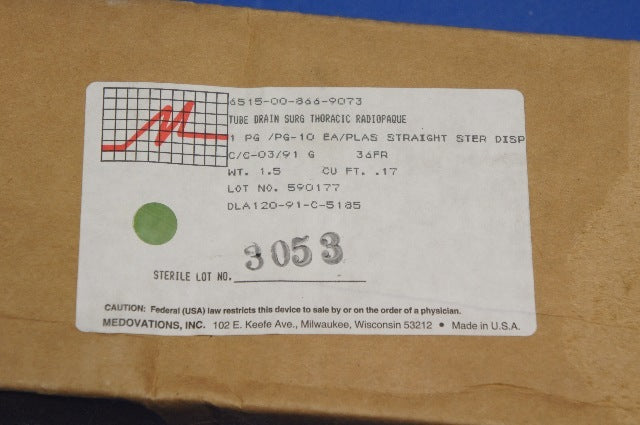 6515-00-866-9073
TUBE DRAIN SURG THORACIC RADIOPAQUE
1 PG /PG-10 EA/PLAS STRAIGHT STER DISP
C/C-03/91 G 36FR
WT. 1.5 CU FT. .17
LOT NO. 590177
DLA120-91-C-5185
STERILE LOT NO. 3053
CAUTION: Federal (USA) law restricts this device to sale by or on the order of a physician.
MEDOVATIONS, INC. 102 E. Keefe Ave., Milwaukee, Wisconsin 53212 • Made in U.S.A.